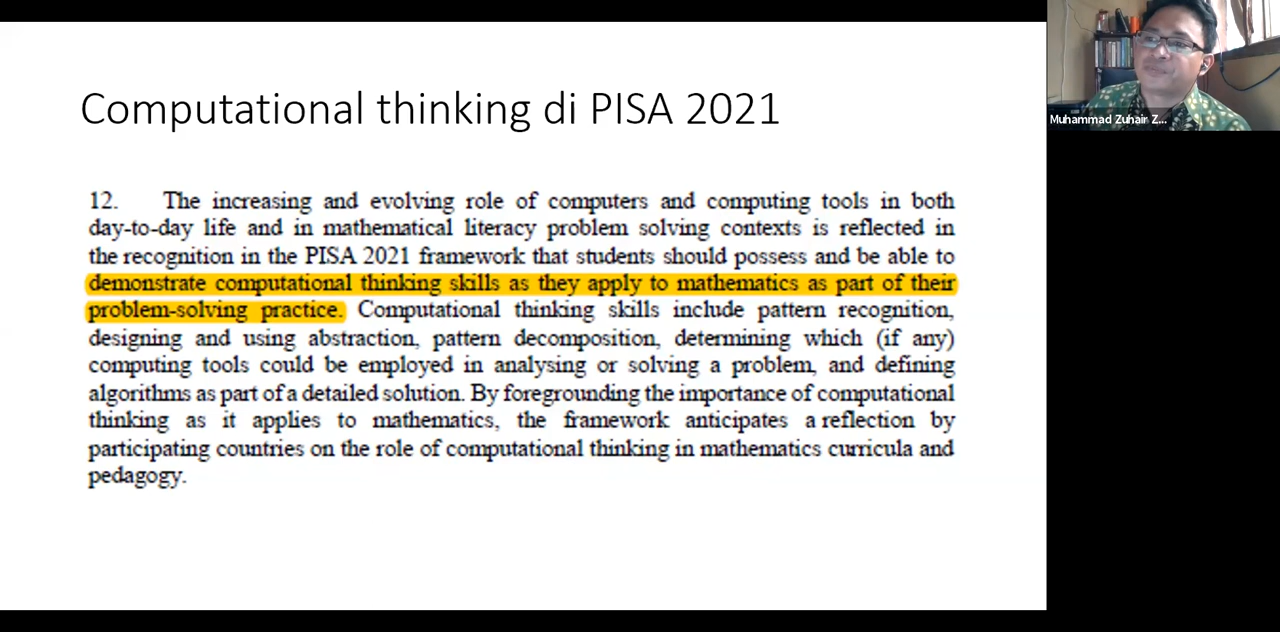 Computational thinking di PISA 2021
12. The increasing and evolving role of computers and computing tools in both
day-to-day life and in mathematical literacy problem solving contexts is reflected in
the recognition in the PISA 2021 framework that students should possess and be able to
demonstrate computational thinking skills as they apply to mathematics as part of their
problem-solving practice. Computational thinking skills include pattern recognition,
designing and using abstraction, pattern decomposition, determining which (if any)
computing tools could be employed in analysing or solving a problem, and defining
algorithms as part of a detailed solution. By foregrounding the importance of computational
thinking as it applies to mathematics, the framework anticipates a reflection by
participating countries on the role of computational thinking in mathematics curricula and
pedagogy.
Muhammad Zuhair Z...